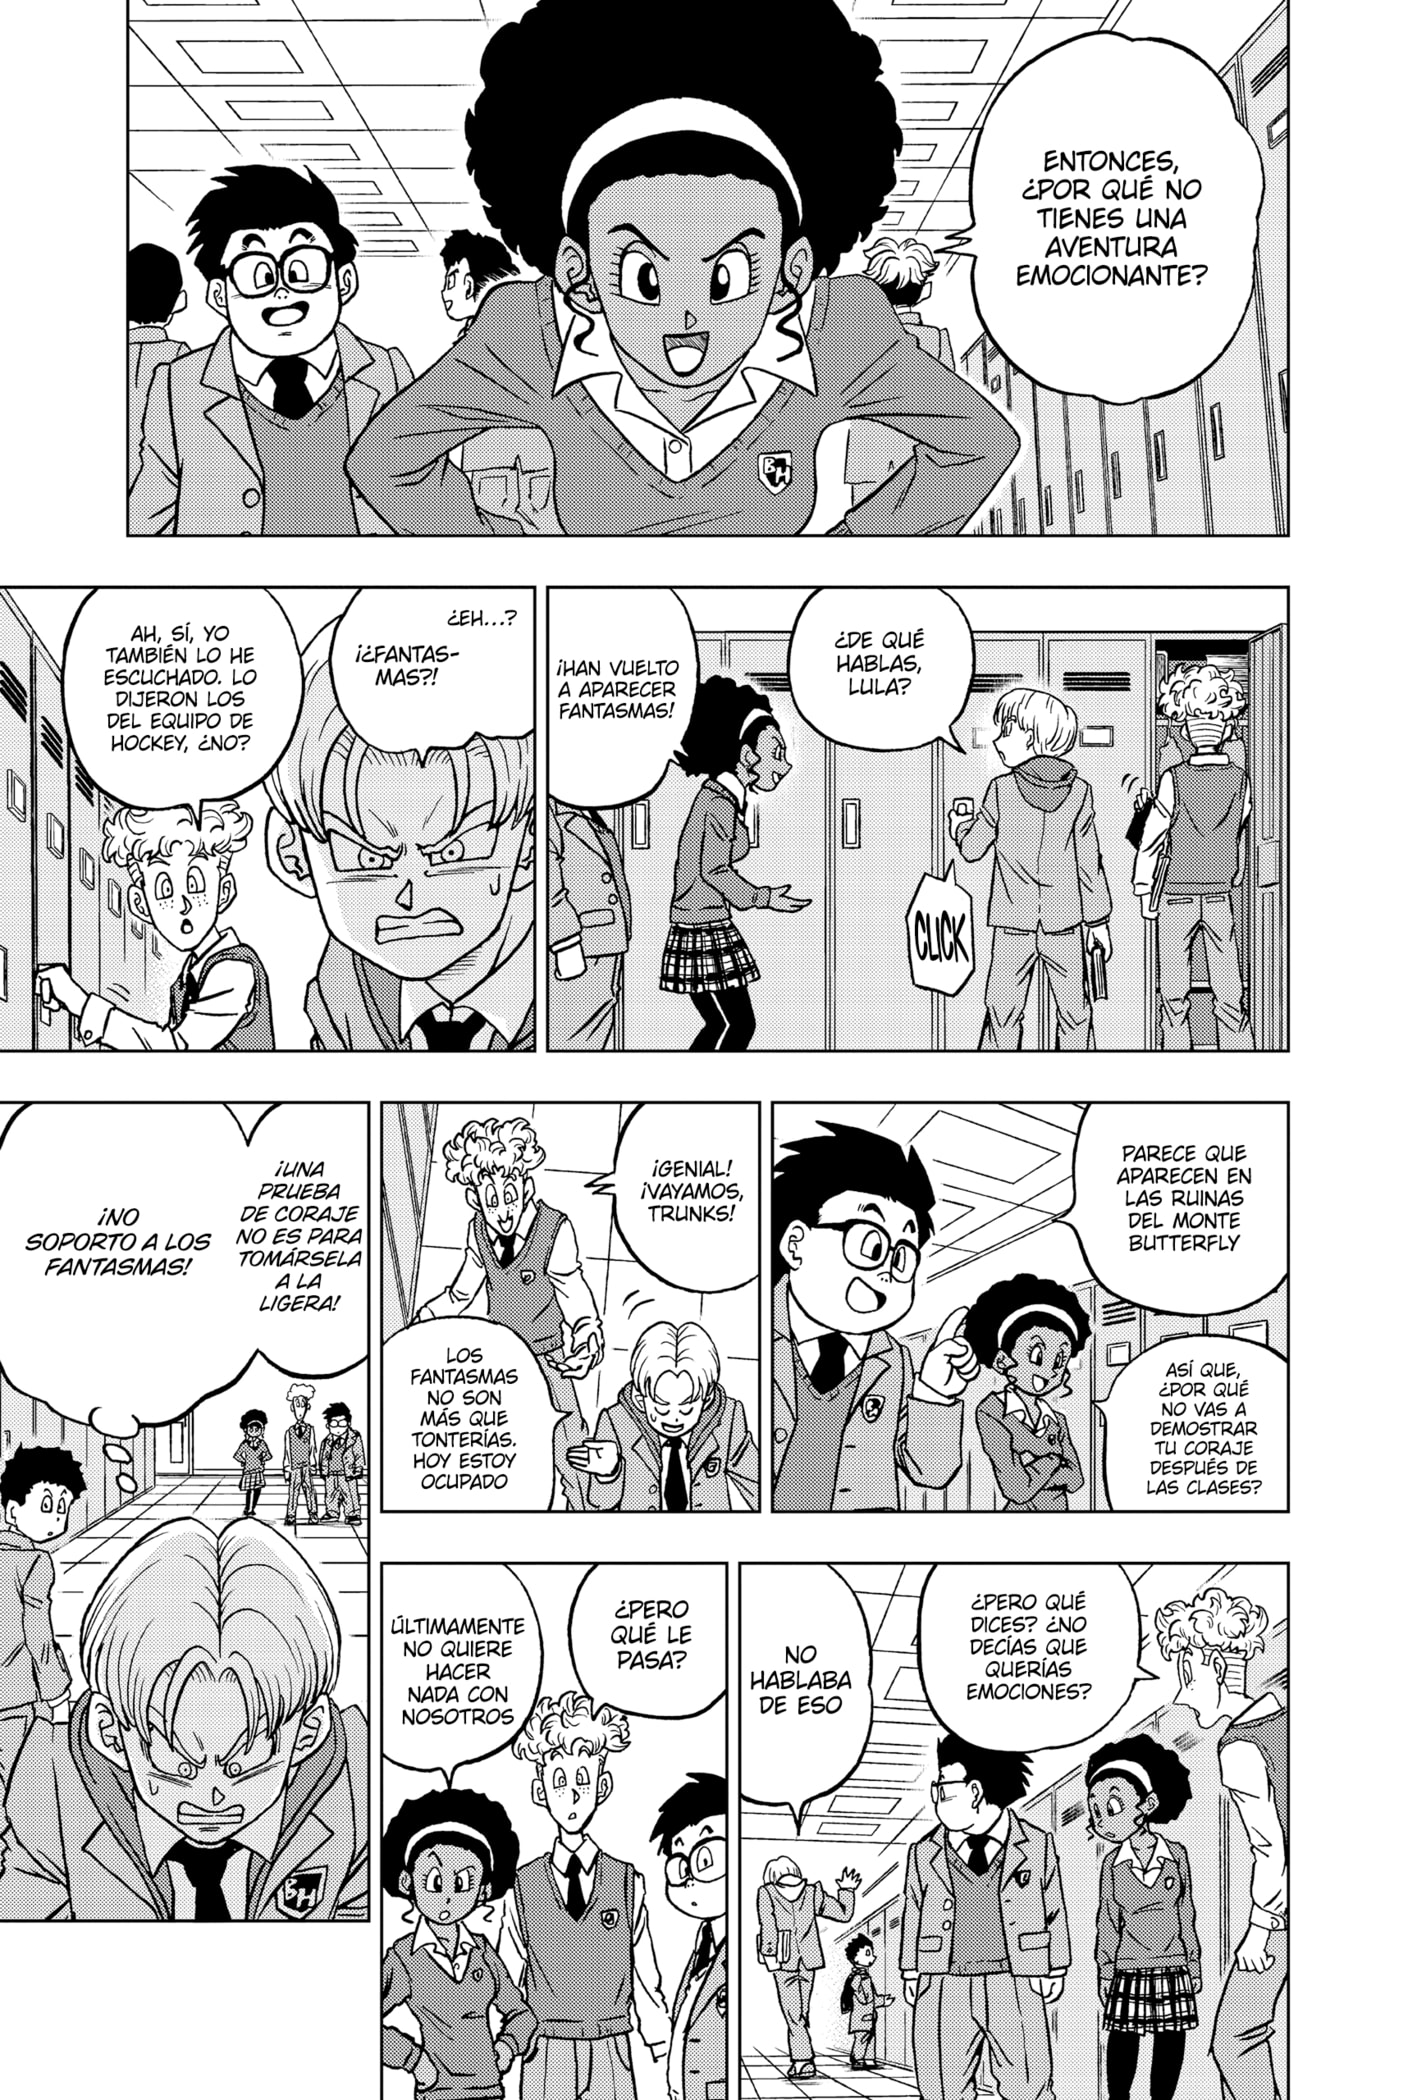 ENTONCES,
¿POR QUÉ NO
TIENES UNA
AVENTURA
EMOCIONANTE?
BH
¿DE QUÉ
HABLAS,
LULA?
CLICK
¡HAN VUELTO
A APARECER
FANTASMAS!
¿EH...?
¡¿FANTAS-
MAS?!
AH, SÍ, YO
TAMBIÉN LO HE
ESCUCHADO. LO
DIJERON LOS
DEL EQUIPO DE
HOCKEY, ¿NO?
PARECE QUE
APARECEN EN
LAS RUINAS
DEL MONTE
BUTTERFLY
ASÍ QUE,
¿POR QUÉ
NO VAS A
DEMOSTRAR
TU CORAJE
DESPUÉS DE
LAS CLASES?
¡GENIAL!
¡VAYAMOS,
TRUNKS!
LOS
FANTASMAS
NO SON
MÁS QUE
TONTERÍAS.
HOY ESTOY
OCUPADO
¡UNA
PRUEBA
DE CORAJE
NO ES PARA
TOMÁRSELA
A LA
LIGERA!
¡NO
SOPORTO A LOS
FANTASMAS!
BH
¿PERO QUÉ
DICES? ¿NO
DECÍAS QUE
QUERÍAS
EMOCIONES?
NO
HABLABA
DE ESO
¿PERO
QUÉ LE
PASA?
ÚLTIMAMENTE
NO QUIERE
HACER
NADA CON
NOSOTROS